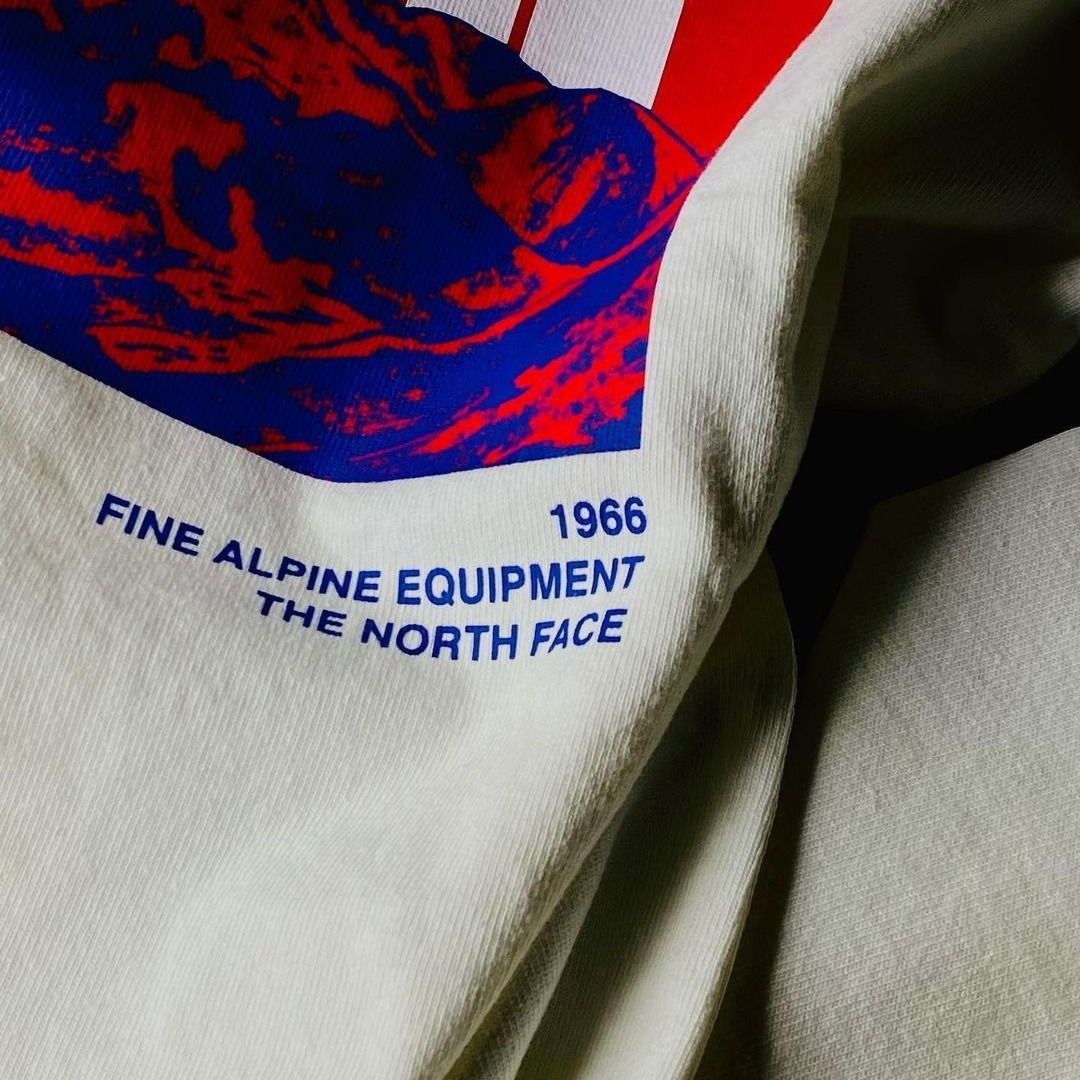 1966
FINE ALPINE EQUIPMENT
THE NORTH FACE